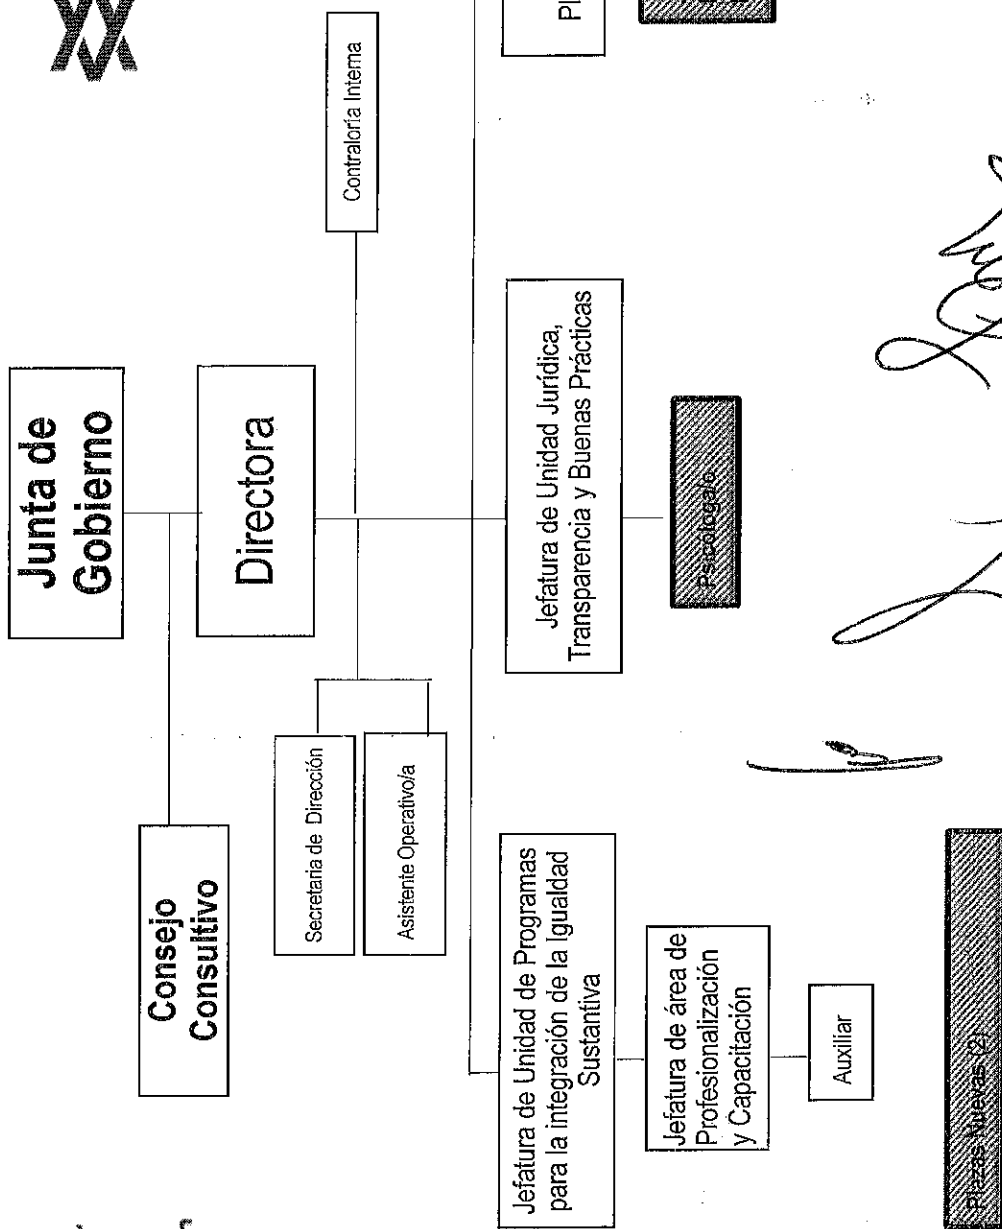 Junta de
Gobierno
Consejo
Consultivo
Directora
Secretaria de Dirección
Asistente Operativo/a
Contraloría Interna
Jefatura de Unidad de Programas
para la integración de la Igualdad
Sustantiva
Jefatura de Unidad Jurídica,
Transparencia y Buenas Prácticas
Pl
Jefatura de área de
Profesionalización
y Capacitación
Psicóloga/o
Auxiliar
Plazas Nuevas (2)